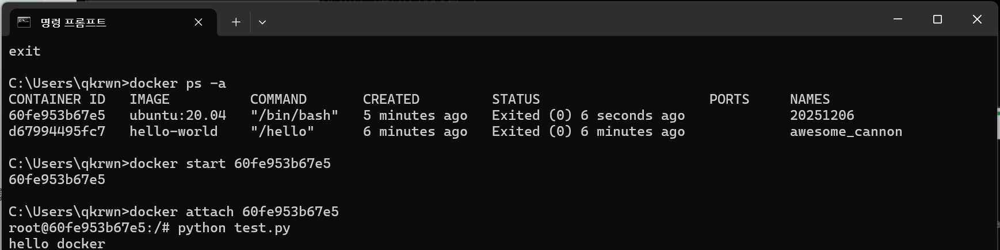 명령 프롬프트
exit
C:\Users\qkrwn>docker ps -a
CONTAINER ID IMAGE COMMAND CREATED STATUS PORTS NAMES
60fe953b67e5 ubuntu:20.04 "/bin/bash" 5 minutes ago Exited (0) 6 seconds ago 20251206
d67994495fc7 hello-world "/hello" 6 minutes ago Exited (0) 6 minutes ago awesome_cannon
C:\Users\qkrwn>docker start 60fe953b67e5
60fe953b67e5
C:\Users\qkrwn>docker attach 60fe953b67e5
root@60fe953b67e5:/# python test.py
hello docker